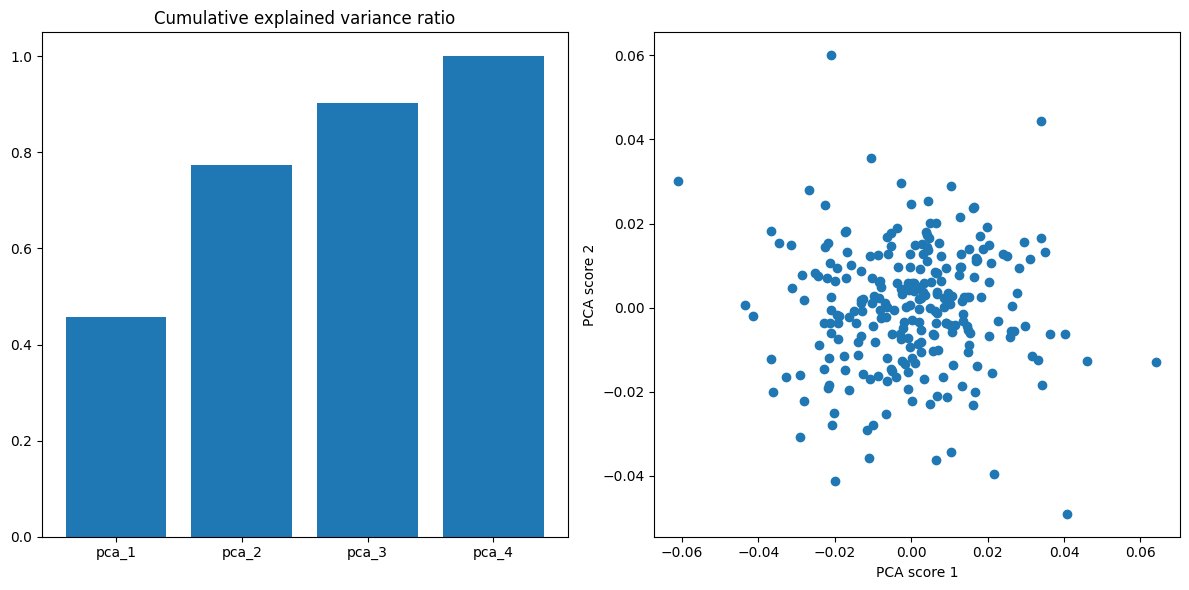 Cumulative explained variance ratio
1.0
0.8
0.6
0.4
0.2
0.0
pca_1 pca_2 pca_3 pca_4
PCA score 2
0.06
0.04
0.02
0.00
−0.02
−0.04
−0.06 −0.04 −0.02 0.00 0.02 0.04 0.06
PCA score 1